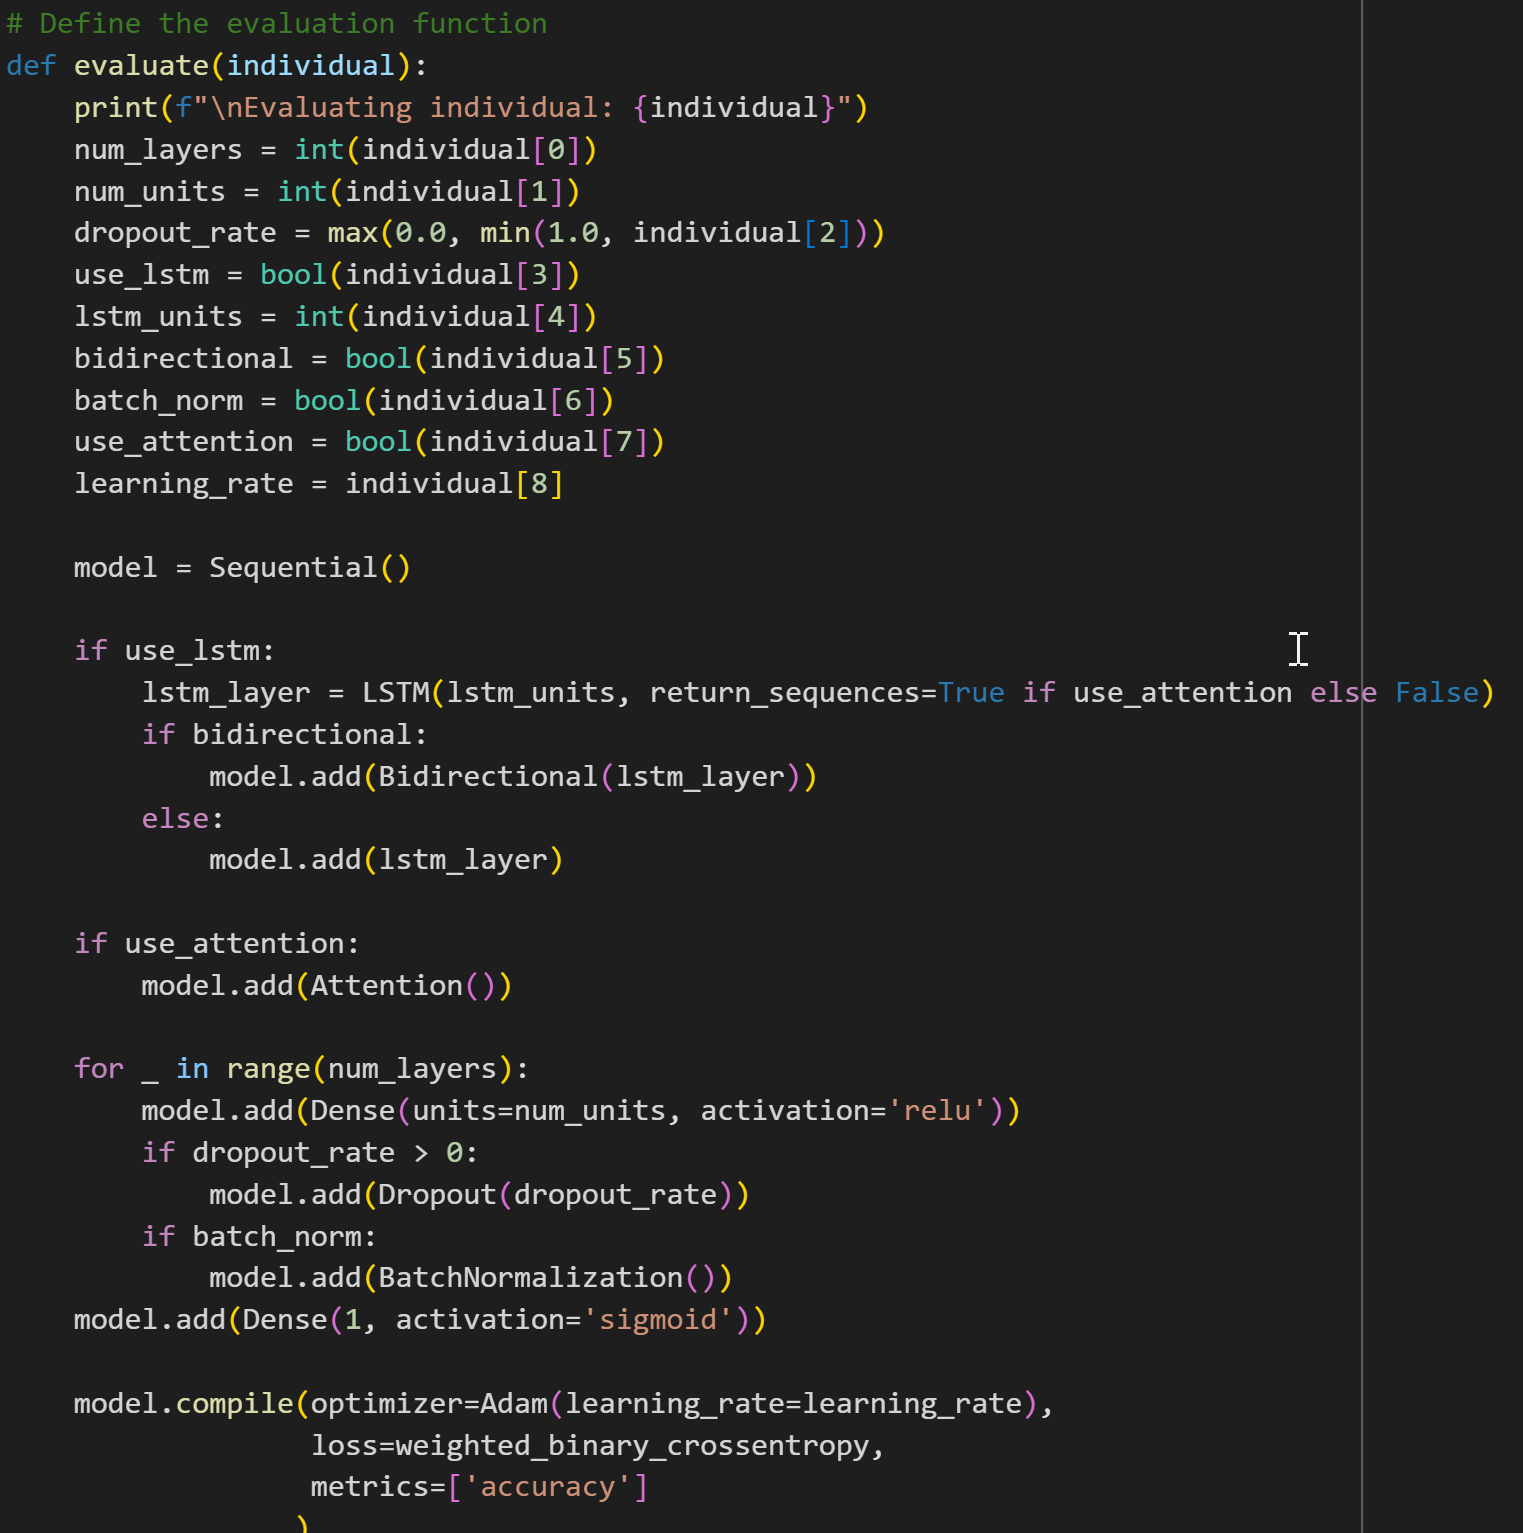 # Define the evaluation function
def evaluate(individual):
    print(f"\nEvaluating individual: {individual}")
    num_layers = int(individual[0])
    num_units = int(individual[1])
    dropout_rate = max(0.0, min(1.0, individual[2]))
    use_lstm = bool(individual[3])
    lstm_units = int(individual[4])
    bidirectional = bool(individual[5])
    batch_norm = bool(individual[6])
    use_attention = bool(individual[7])
    learning_rate = individual[8]

    model = Sequential()

    if use_lstm:
        lstm_layer = LSTM(lstm_units, return_sequences=True if use_attention else False)
        if bidirectional:
            model.add(Bidirectional(lstm_layer))
        else:
            model.add(lstm_layer)

    if use_attention:
        model.add(Attention())

    for _ in range(num_layers):
        model.add(Dense(units=num_units, activation='relu'))
        if dropout_rate > 0:
            model.add(Dropout(dropout_rate))
        if batch_norm:
            model.add(BatchNormalization())
    model.add(Dense(1, activation='sigmoid'))

    model.compile(optimizer=Adam(learning_rate=learning_rate),
                  loss=weighted_binary_crossentropy,
                  metrics=['accuracy']
                 )